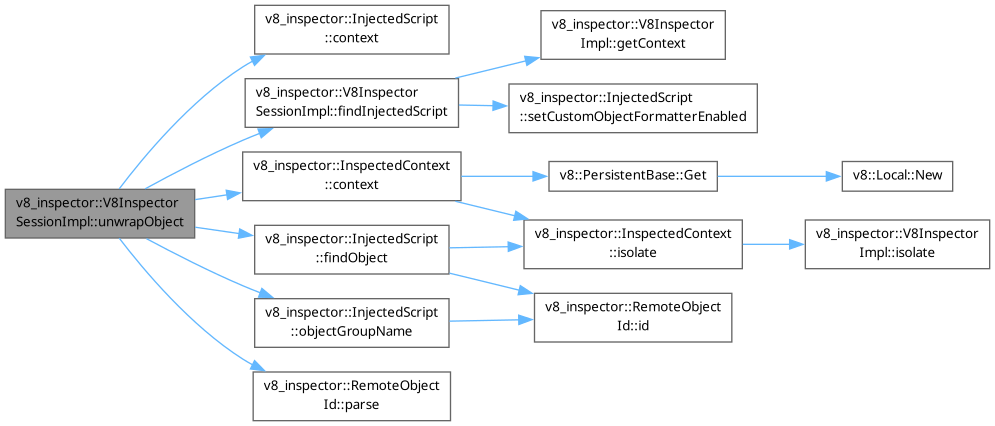 v8_inspector::InjectedScript
::context
v8_inspector::V8Inspector
Impl::getContext
v8_inspector::V8Inspector
SessionImpl::findInjectedScript
v8_inspector::InjectedScript
::setCustomObjectFormatterEnabled
v8_inspector::InspectedContext
::context
v8::PersistentBase::Get
v8::Local::New
v8_inspector::V8Inspector
SessionImpl::unwrapObject
v8_inspector::InjectedScript
::findObject
v8_inspector::InspectedContext
::isolate
v8_inspector::V8Inspector
Impl::isolate
v8_inspector::InjectedScript
::objectGroupName
v8_inspector::RemoteObject
Id::id
v8_inspector::RemoteObject
Id::parse